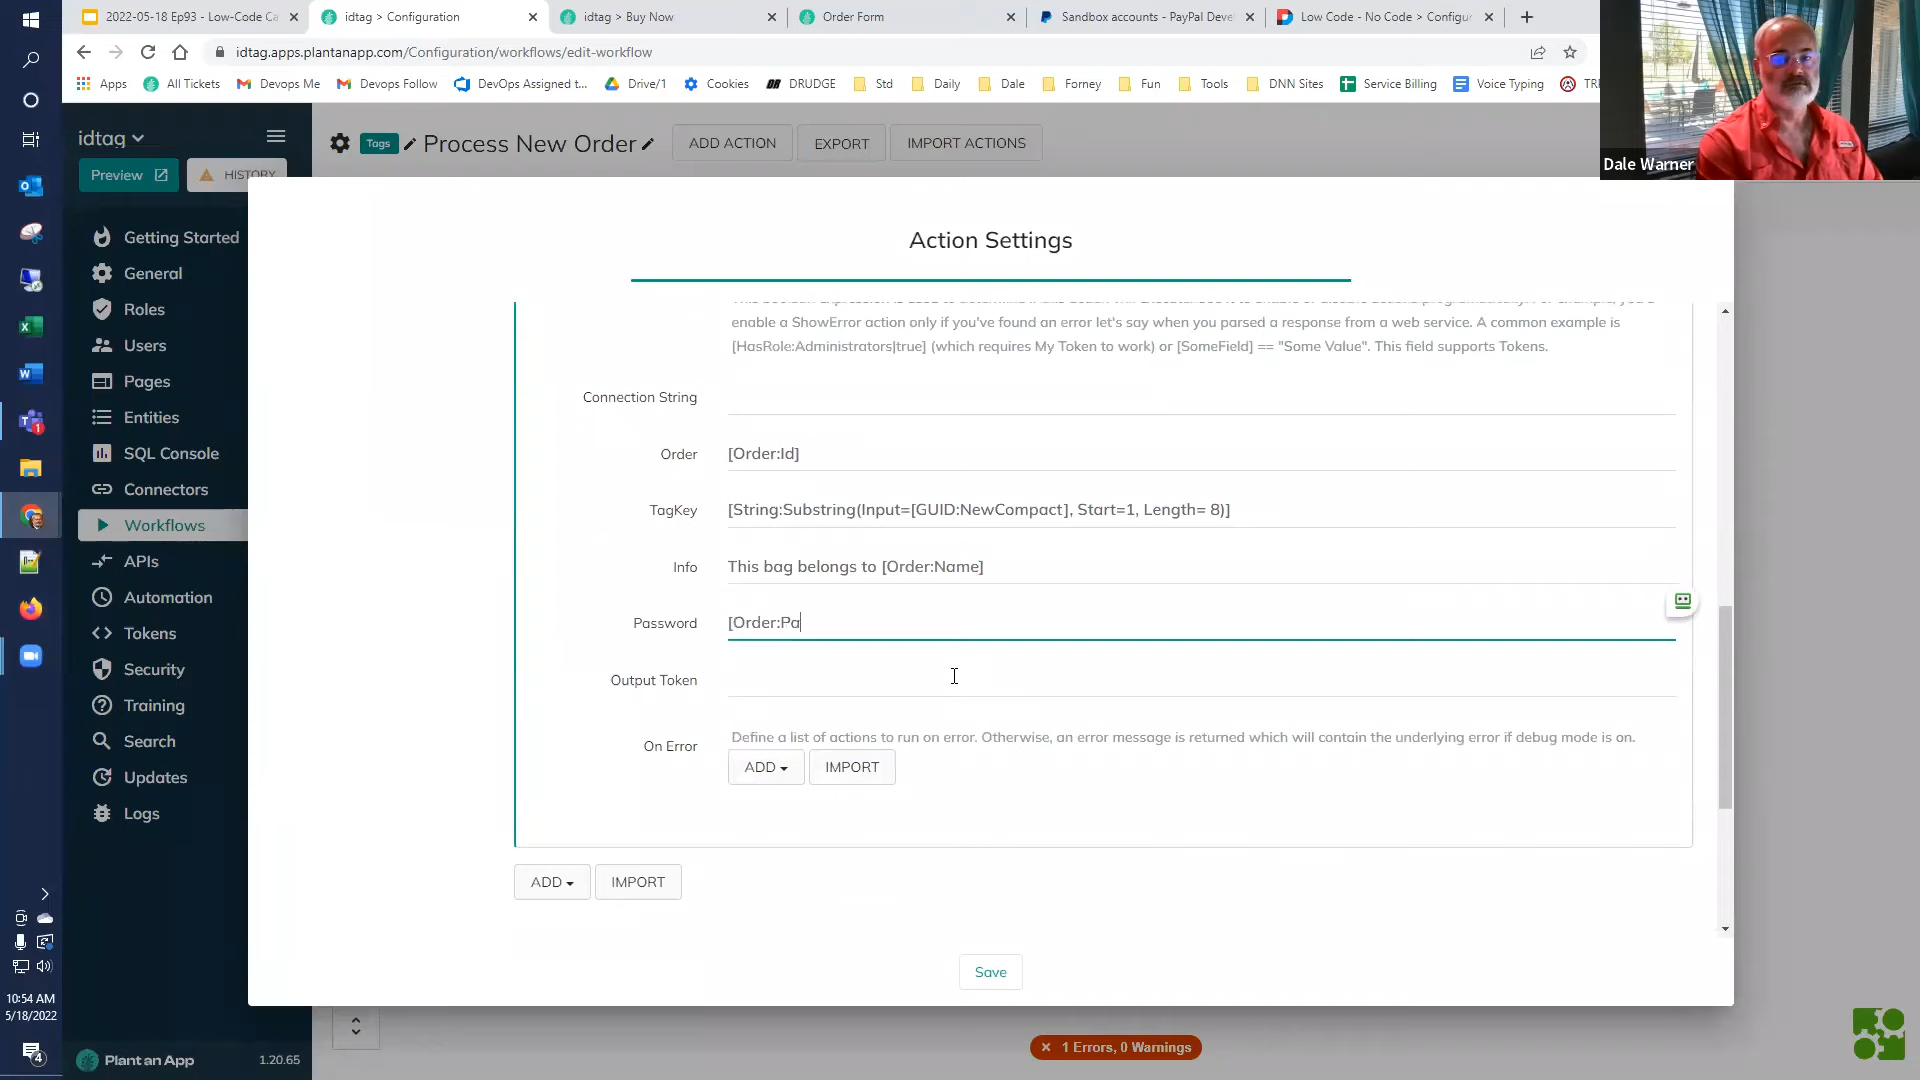 2022-05-18 Ep93 - Low-Code Ca
idtag > Configuration
idtag > Buy Now
Order Form
Sandbox accounts - PayPal Deve
Low Code - No Code > Configu
idtag.apps.plantanapp.com/Configuration/workflows/edit-workflow
Apps
All Tickets
Devops Me
Devops Follow
DevOps Assigned t...
Drive/1
Cookies
DRUDGE
Std
Daily
Dale
Forney
Fun
Tools
DNN Sites
Service Billing
Voice Typing
Dale Warner
idtag
Tags
Process New Order
ADD ACTION
EXPORT
IMPORT ACTIONS
Preview
HISTORY
Getting Started
General
Roles
Users
Pages
Entities
SQL Console
Connectors
Workflows
APIs
Automation
Tokens
Security
Training
Search
Updates
Logs
Plant an App
1.20.65
Action Settings
enable a ShowError action only if you've found an error let's say when you parsed a response from a web service. A common example is
[HasRole:Administrators|true] (which requires My Token to work) or [SomeField] == "Some Value". This field supports Tokens.
Connection String
Order
[Order:Id]
TagKey
[String:Substring(Input=[GUID:NewCompact], Start=1, Length= 8)]
Info
This bag belongs to [Order:Name]
Password
[Order:Pa
Output Token
On Error
Define a list of actions to run on error. Otherwise, an error message is returned which will contain the underlying error if debug mode is on.
ADD
IMPORT
ADD
IMPORT
Save
1 Errors, 0 Warnings
10:54 AM
5/18/2022
4